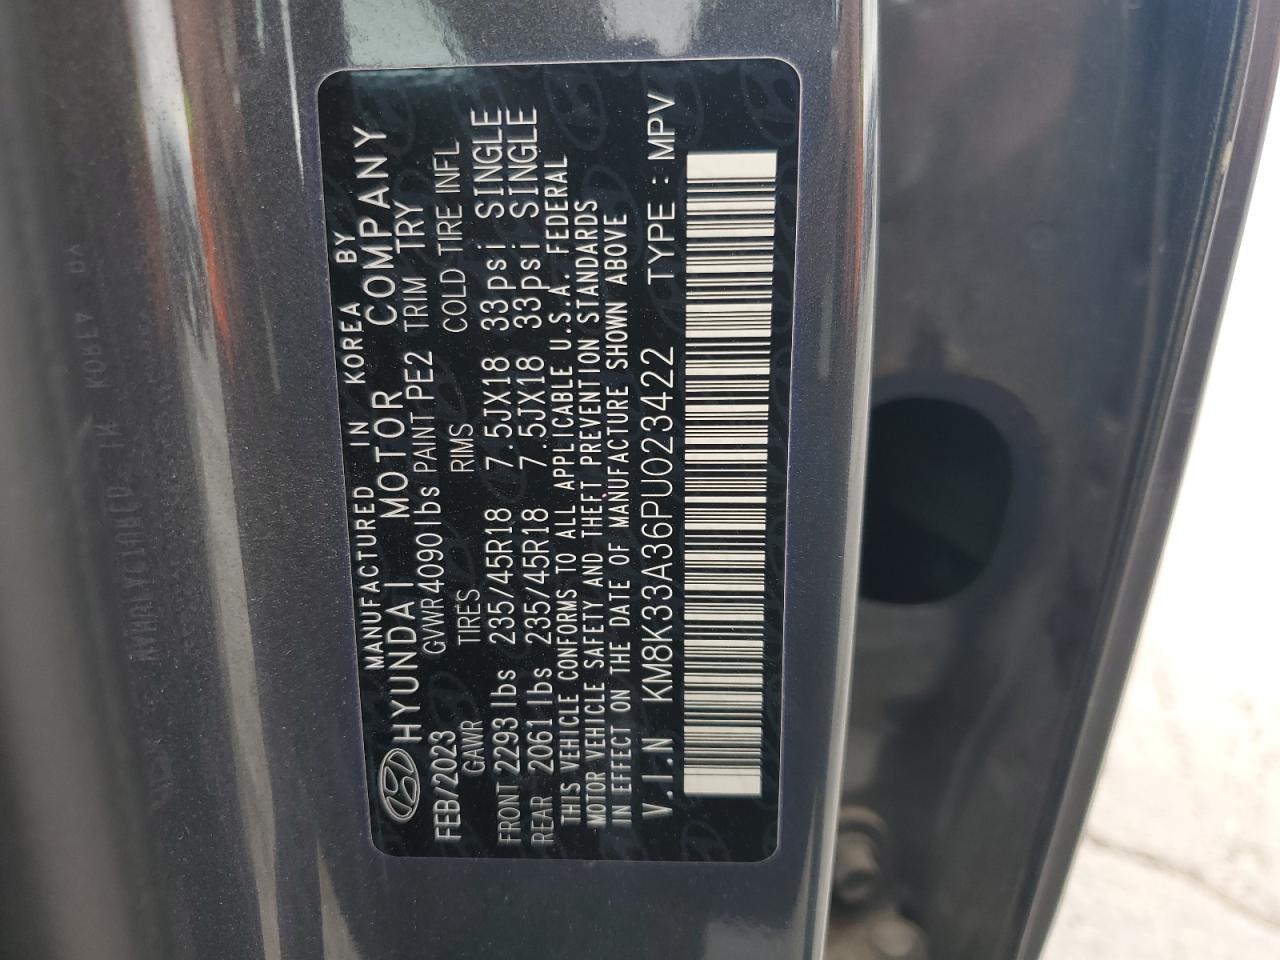 MANUFACTURED IN KOREA BY
HYUNDAI MOTOR COMPANY
FEB/2023 GVWR 4090lbs PAINT PE2 TRIM TRY
GAWR TIRES RIMS COLD TIRE INFL
FRONT 2293 lbs 235/45R18 7.5JX18 33psi SINGLE
REAR 2061 lbs 235/45R18 7.5JX18 33psi SINGLE
THIS VEHICLE CONFORMS TO ALL APPLICABLE U.S.A. FEDERAL
MOTOR VEHICLE SAFETY AND THEFT PREVENTION STANDARDS
IN EFFECT ON THE DATE OF MANUFACTURE SHOWN ABOVE
V.I.N KM8K33A36PU023422 TYPE : MPV